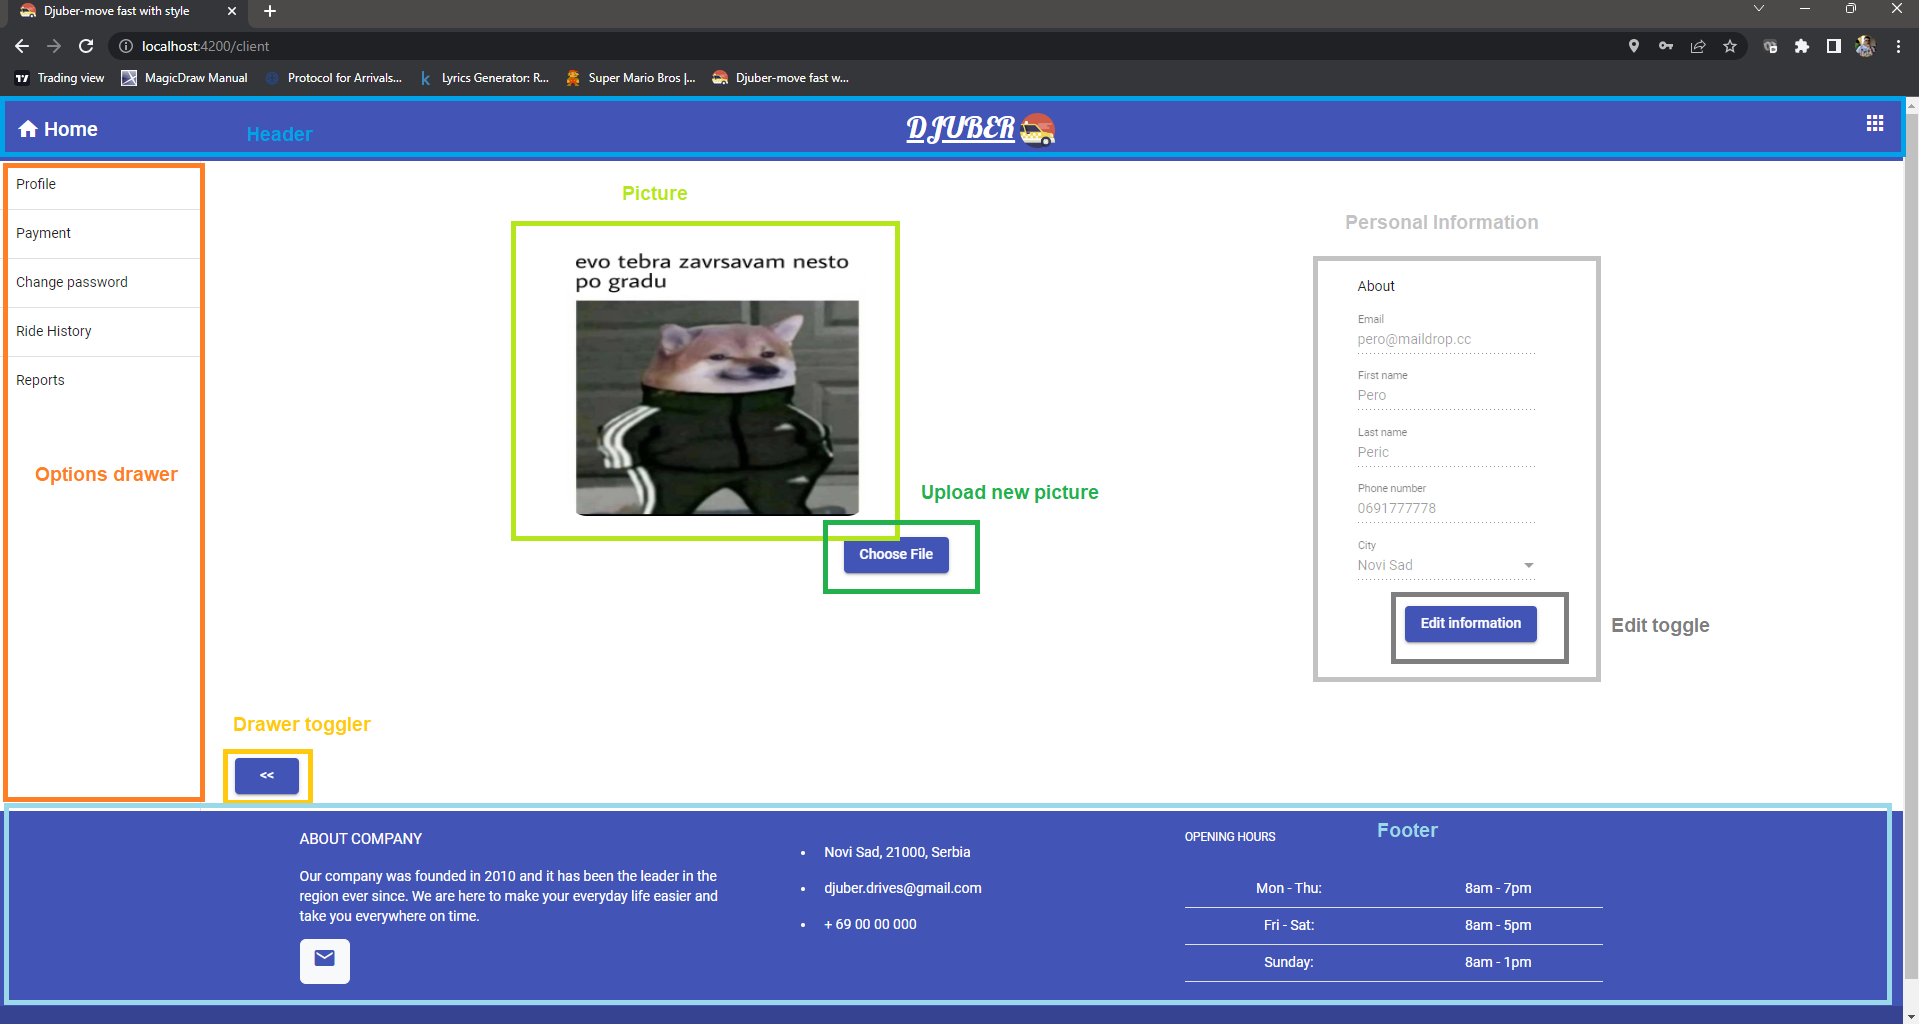 Djuber-move fast with style
localhost:4200/client
Trading view
MagicDraw Manual
Protocol for Arrivals...
Lyrics Generator: R...
Super Mario Bros |...
Djuber-move fast w...
Home
Header
DJUBER
Profile
Payment
Change password
Ride History
Reports
Options drawer
Picture
evo tebra zavrsavam nesto
po gradu
Upload new picture
Choose File
Personal Information
About
Email
pero@maildrop.cc
First name
Pero
Last name
Peric
Phone number
0691777778
City
Novi Sad
Edit information
Edit toggle
Drawer toggler
<<
ABOUT COMPANY
Our company was founded in 2010 and it has been the leader in the
region ever since. We are here to make your everyday life easier and
take you everywhere on time.
Novi Sad, 21000, Serbia
djuber.drives@gmail.com
+ 69 00 00 000
OPENING HOURS
Footer
Mon - Thu: 8am - 7pm
Fri - Sat: 8am - 5pm
Sunday: 8am - 1pm